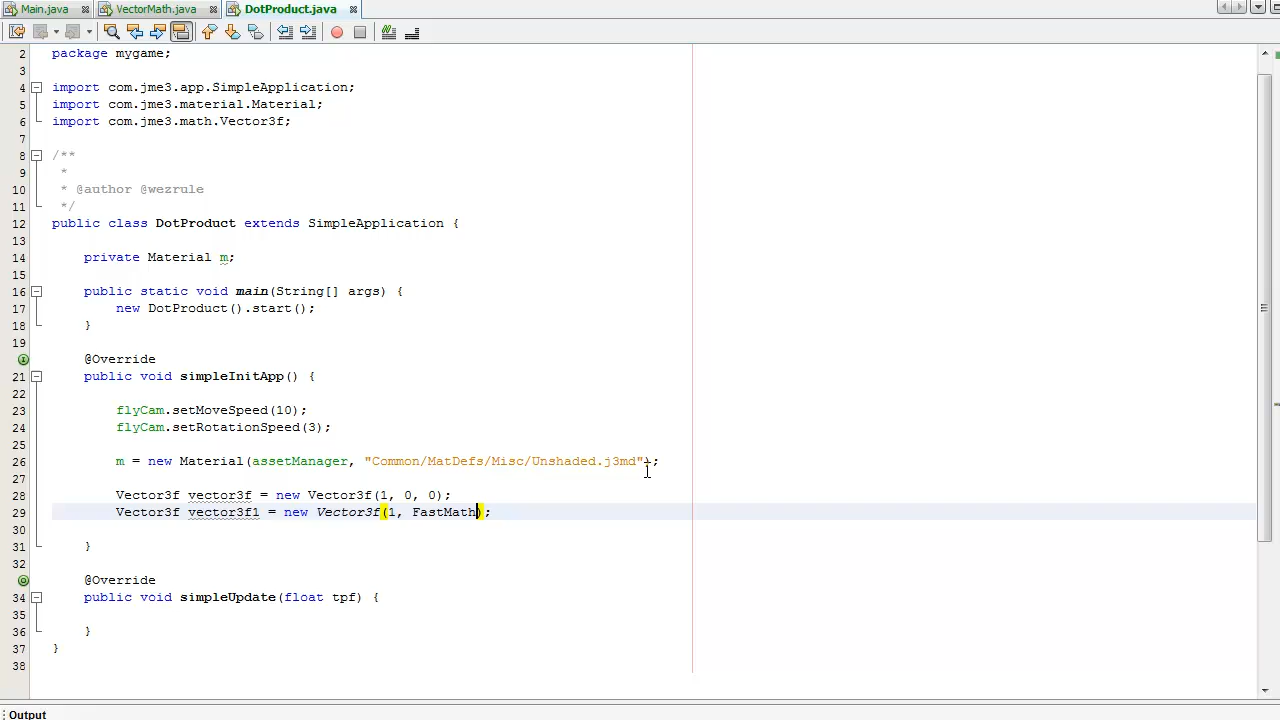 Main.java VectorMath.java DotProduct.java
2 package mygame;
3
4 import com.jme3.app.SimpleApplication;
5 import com.jme3.material.Material;
6 import com.jme3.math.Vector3f;
7
8 /**
9 *
10 * @author @wezrule
11 */
12 public class DotProduct extends SimpleApplication {
13
14 private Material m;
15
16 public static void main(String[] args) {
17 new DotProduct().start();
18 }
19
@Override
21 public void simpleInitApp() {
22
23 flyCam.setMoveSpeed(10);
24 flyCam.setRotationSpeed(3);
25
26 m = new Material(assetManager, "Common/MatDefs/Misc/Unshaded.j3md");
27
28 Vector3f vector3f = new Vector3f(1, 0, 0);
29 Vector3f vector3f1 = new Vector3f(1, FastMath);
30
31 }
32
@Override
34 public void simpleUpdate(float tpf) {
35
36 }
37 }
38
Output